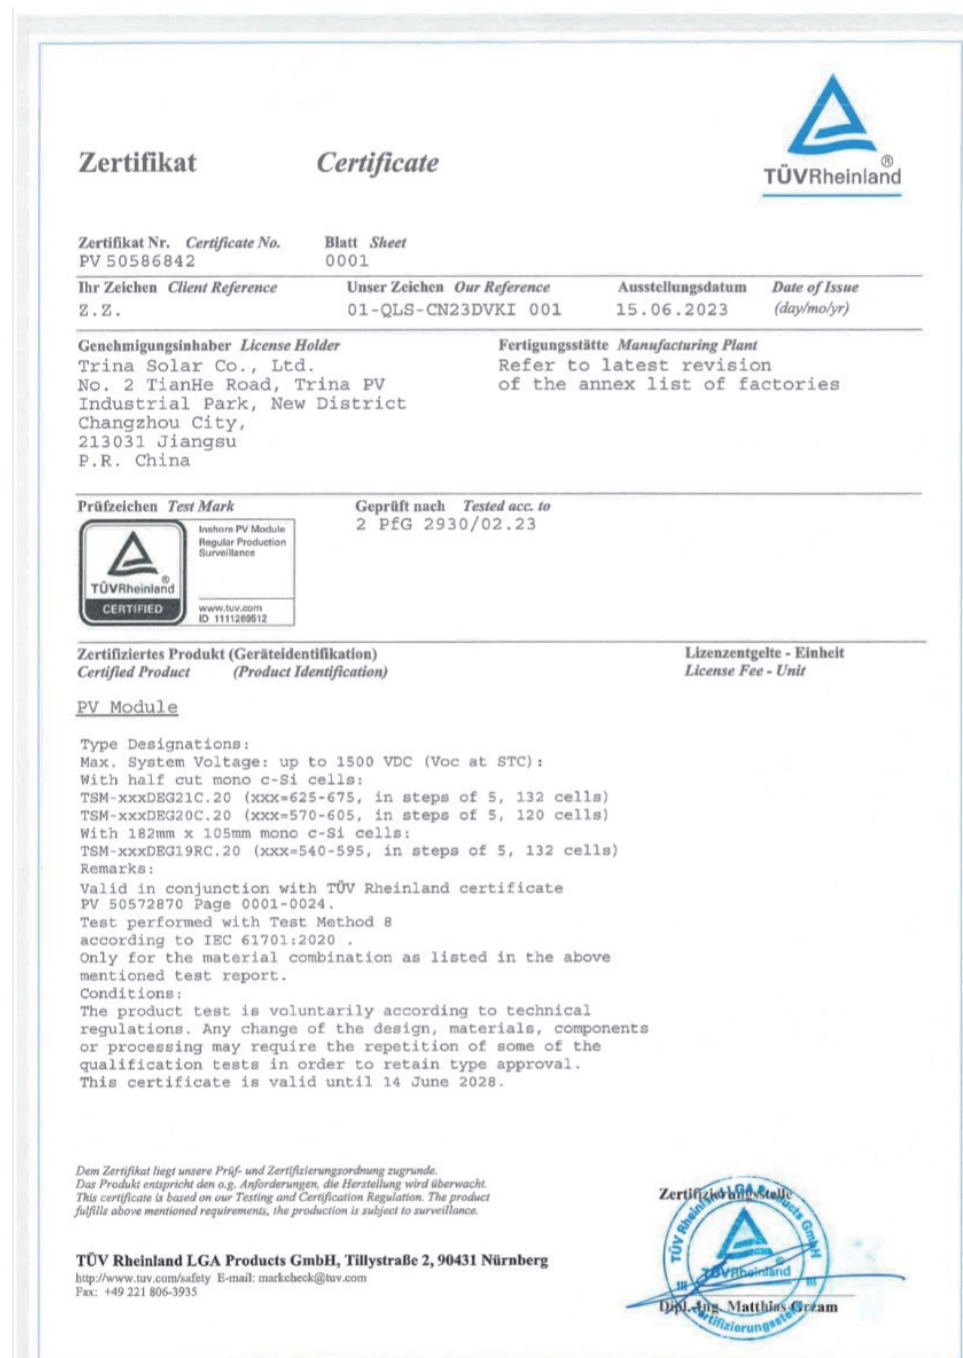 TÜVRheinland®
Zertifikat Certificate
Zertifikat Nr. Certificate No. Blatt Sheet
PV 50586842 0001
Ihr Zeichen Client Reference Unser Zeichen Our Reference Ausstellungsdatum Date of Issue
Z.Z. 01-QLS-CN23DVKI 001 15.06.2023 (day/mo/yr)
Genehmigungsinhaber License Holder Fertigungsstätte Manufacturing Plant
Trina Solar Co., Ltd. Refer to latest revision
No. 2 TianHe Road, Trina PV of the annex list of factories
Industrial Park, New District
Changzhou City,
213031 Jiangsu
P.R. China
Prüfzeichen Test Mark Geprüft nach Tested acc. to
2 PfG 2930/02.23
Inshore PV Module
Regular Production
Surveillance
TÜVRheinland®
CERTIFIED
www.tuv.com
ID 1111269512
Zertifiziertes Produkt (Geräteidentifikation) Lizenzentgelte - Einheit
Certified Product (Product Identification) License Fee - Unit
PV Module
Type Designations:
Max. System Voltage: up to 1500 VDC (Voc at STC):
With half cut mono c-Si cells:
TSM-xxxDEG21C.20 (xxx=625-675, in steps of 5, 132 cells)
TSM-xxxDEG20C.20 (xxx=570-605, in steps of 5, 120 cells)
With 182mm x 105mm mono c-Si cells:
TSM-xxxDEG19RC.20 (xxx=540-595, in steps of 5, 132 cells)
Remarks:
Valid in conjunction with TÜV Rheinland certificate
PV 50572870 Page 0001-0024.
Test performed with Test Method 8
according to IEC 61701:2020 .
Only for the material combination as listed in the above
mentioned test report.
Conditions:
The product test is voluntarily according to technical
regulations. Any change of the design, materials, components
or processing may require the repetition of some of the
qualification tests in order to retain type approval.
This certificate is valid until 14 June 2028.
Dem Zertifikat liegt unsere Prüf- und Zertifizierungsordnung zugrunde.
Das Produkt entspricht den o.g. Anforderungen, die Herstellung wird überwacht.
This certificate is based on our Testing and Certification Regulation. The product
fulfills above mentioned requirements, the production is subject to surveillance.
TÜV Rheinland LGA Products GmbH, Tillystraße 2, 90431 Nürnberg
http://www.tuv.com/safety E-mail: markcheck@tuv.com
Fax: +49 221 806-3935
Zertifizierungsstelle
TÜV Rheinland LGA Products GmbH
TÜVRheinland
III III
Zertifizierungsstelle
Dipl.-Ing. Matthias Grzam